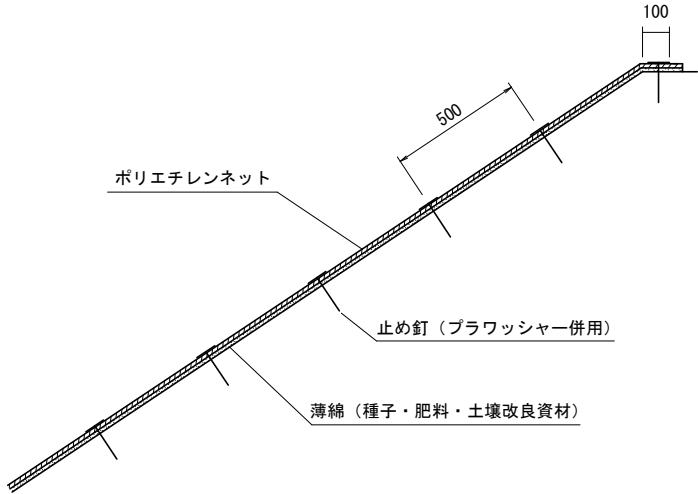 100
500
ポリエチレンネット
止め釘（プラワッシャー併用）
薄綿（種子・肥料・土壌改良資材）